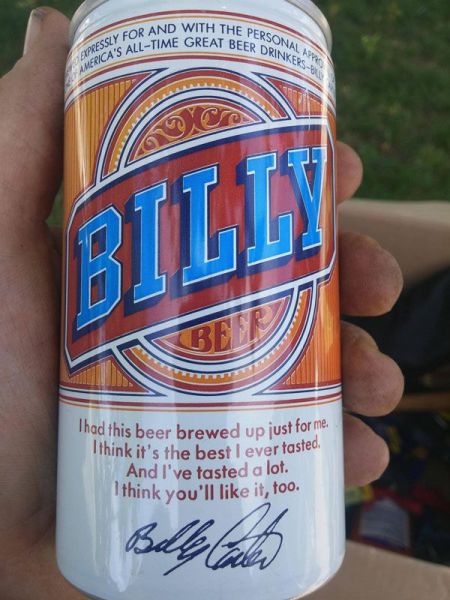 EXPRESSLY FOR AND WITH THE PERSONAL
AMERICA'S ALL-TIME GREAT BEER DRINKERS-
BILLY
BEER
I had this beer brewed up just for me.
I think it's the best I ever tasted.
And I've tasted a lot.
I think you'll like it, too.
Billy Carter